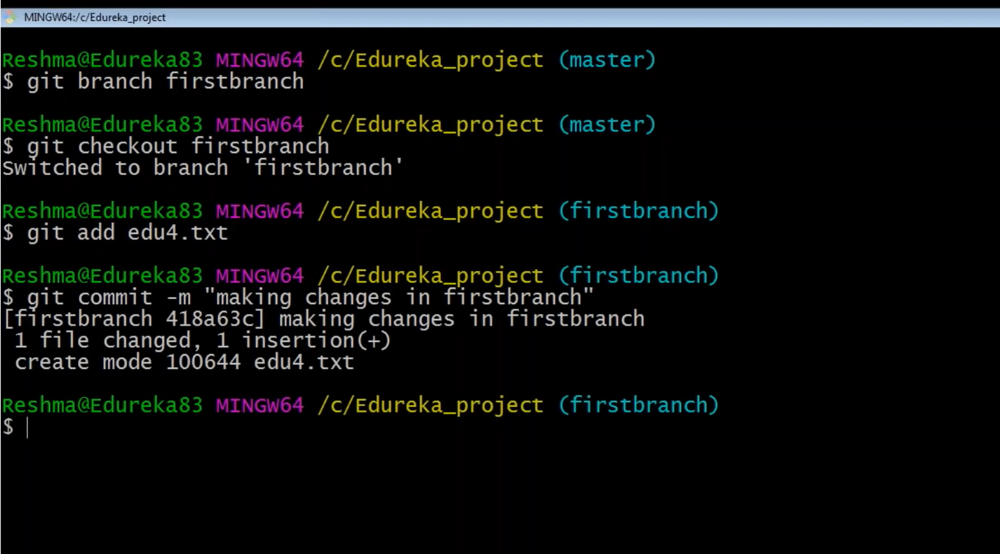 MINGW64:/c/Edureka_project
Reshma@Edureka83 MINGW64 /c/Edureka_project (master)
$ git branch firstbranch
Reshma@Edureka83 MINGW64 /c/Edureka_project (master)
$ git checkout firstbranch
Switched to branch 'firstbranch'
Reshma@Edureka83 MINGW64 /c/Edureka_project (firstbranch)
$ git add edu4.txt
Reshma@Edureka83 MINGW64 /c/Edureka_project (firstbranch)
$ git commit -m "making changes in firstbranch"
[firstbranch 418a63c] making changes in firstbranch
 1 file changed, 1 insertion(+)
 create mode 100644 edu4.txt
Reshma@Edureka83 MINGW64 /c/Edureka_project (firstbranch)
$